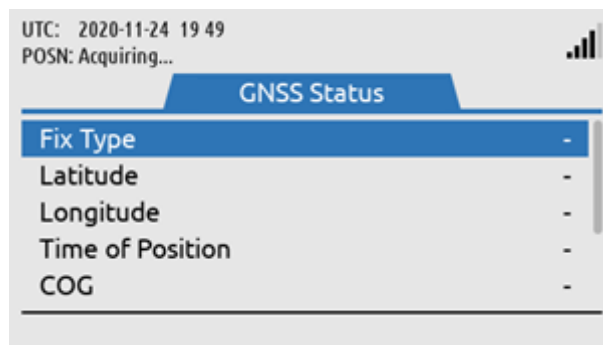 UTC: 2020-11-24 19 49
POSN: Acquiring...
GNSS Status
Fix Type -
Latitude -
Longitude -
Time of Position -
COG -